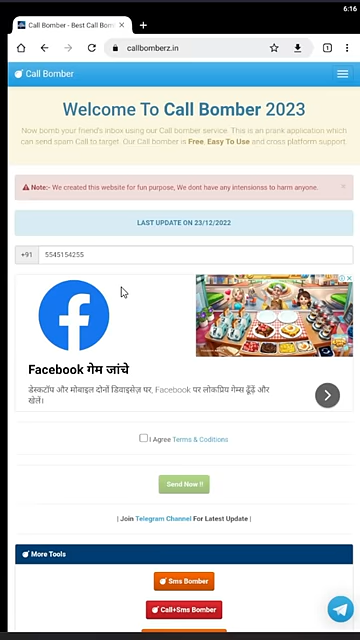 6:16
Call Bomber - Best Call Bom
callbomberz.in
Call Bomber
Welcome To Call Bomber 2023
Now bomb your friend's inbox using our Call bomber service. This is an prank application which
can send spam Call to target. Our Call bomber is Free, Easy To Use and cross platform support.
Note:- We created this website for fun purpose, We dont have any intensionss to harm anyone.
LAST UPDATE ON 23/12/2022
+91 5545154255
Facebook गेम जांचे
डेस्कटॉप और मोबाइल दोनों डिवाइसेज़ पर, Facebook पर लोकप्रिय गेम्स ढूँढें और
खेलें।
I Agree Terms & Coditions
Send Now !!
| Join Telegram Channel For Latest Update |
More Tools
Sms Bomber
Call+Sms Bomber